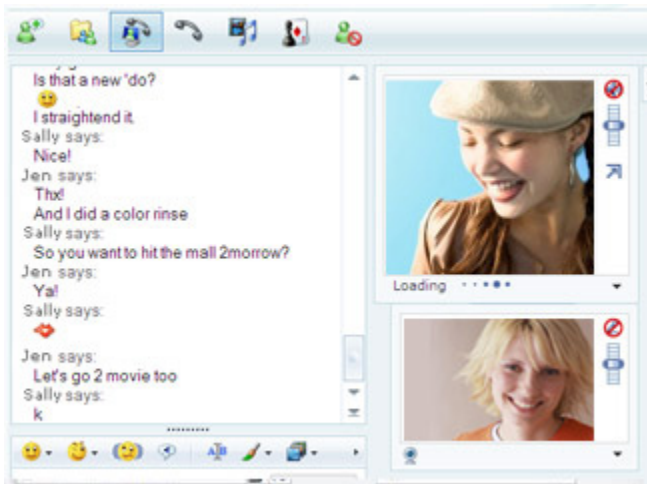 Is that a new 'do?
I straightend it.
Sally says:
Nice!
Jen says:
Thx!
And I did a color rinse
Sally says:
So you want to hit the mall 2morrow?
Jen says:
Ya!
Sally says:
Jen says:
Let's go 2 movie too
Sally says:
k
Loading